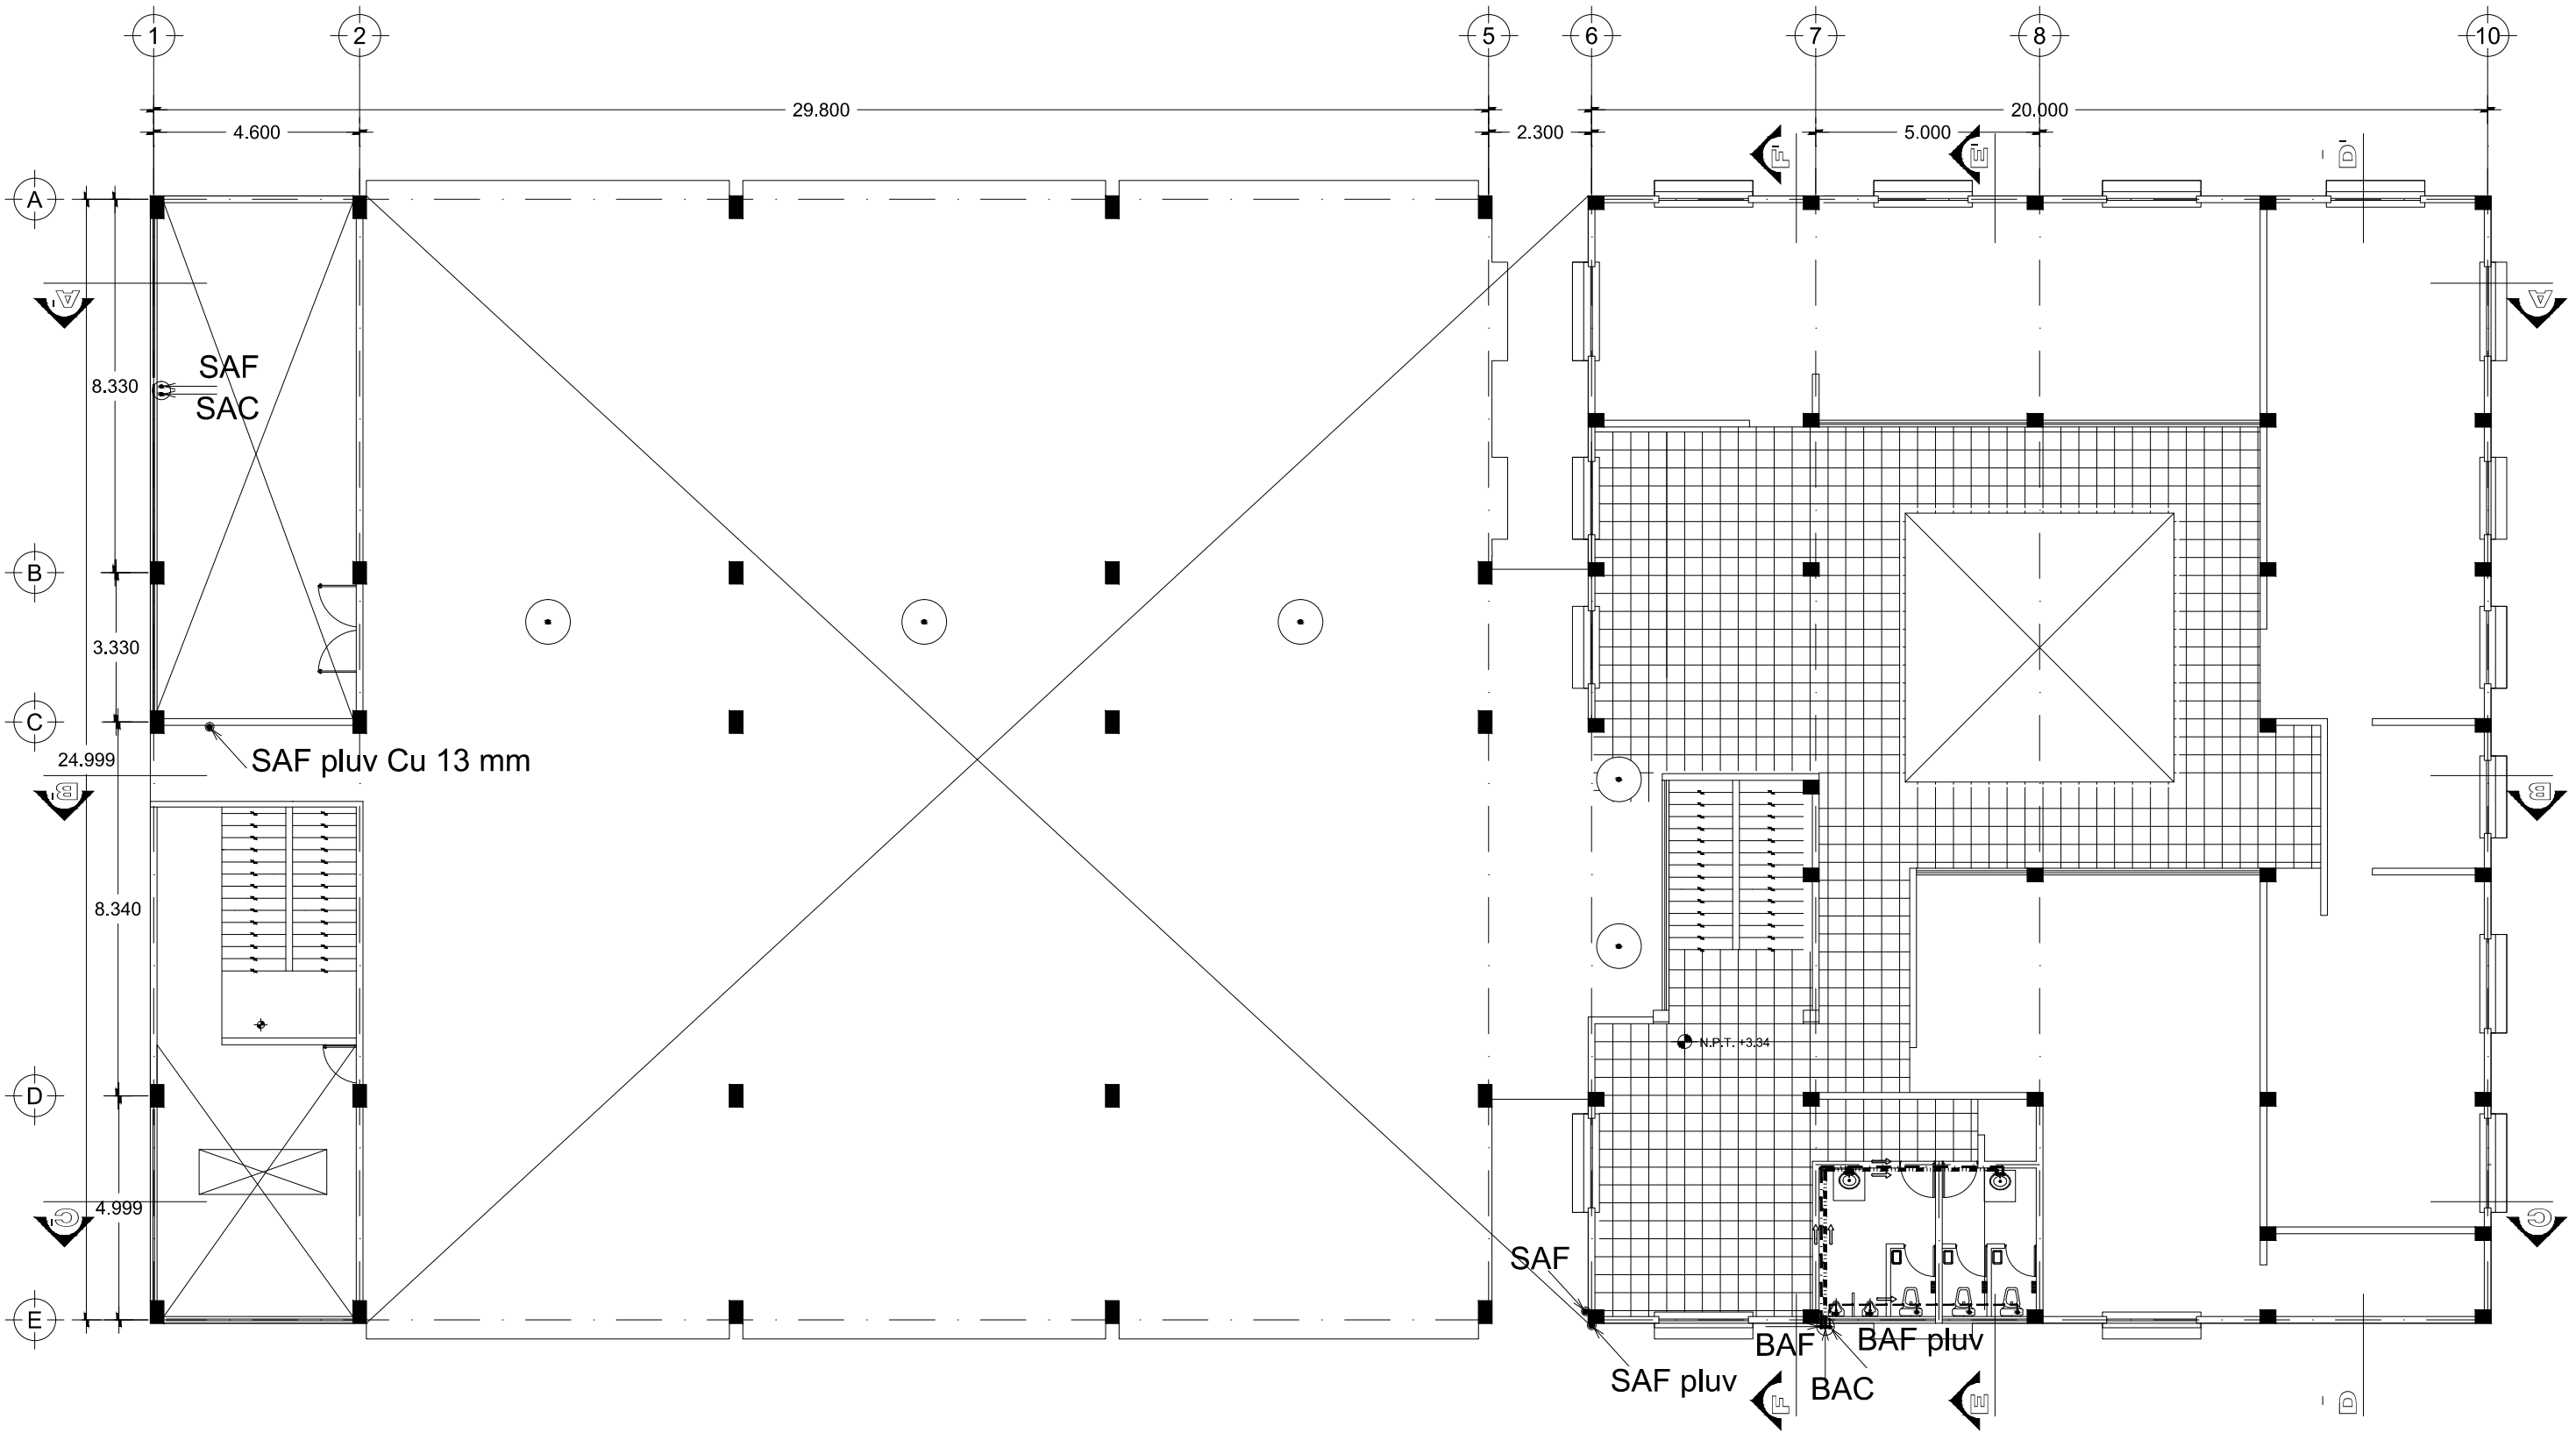 1 2 5 6 7 8 10
29.800 20.000
4.600 2.300 5.000
F' E' D'
A
A' A
SAF
8.330
SAC
B
3.330
C
SAF pluv Cu 13 mm
24.999
B' B
8.340
N.P.T. +3.34
D
4.999
C' C
SAF
E
BAF BAF pluv
SAF pluv BAC
F E D